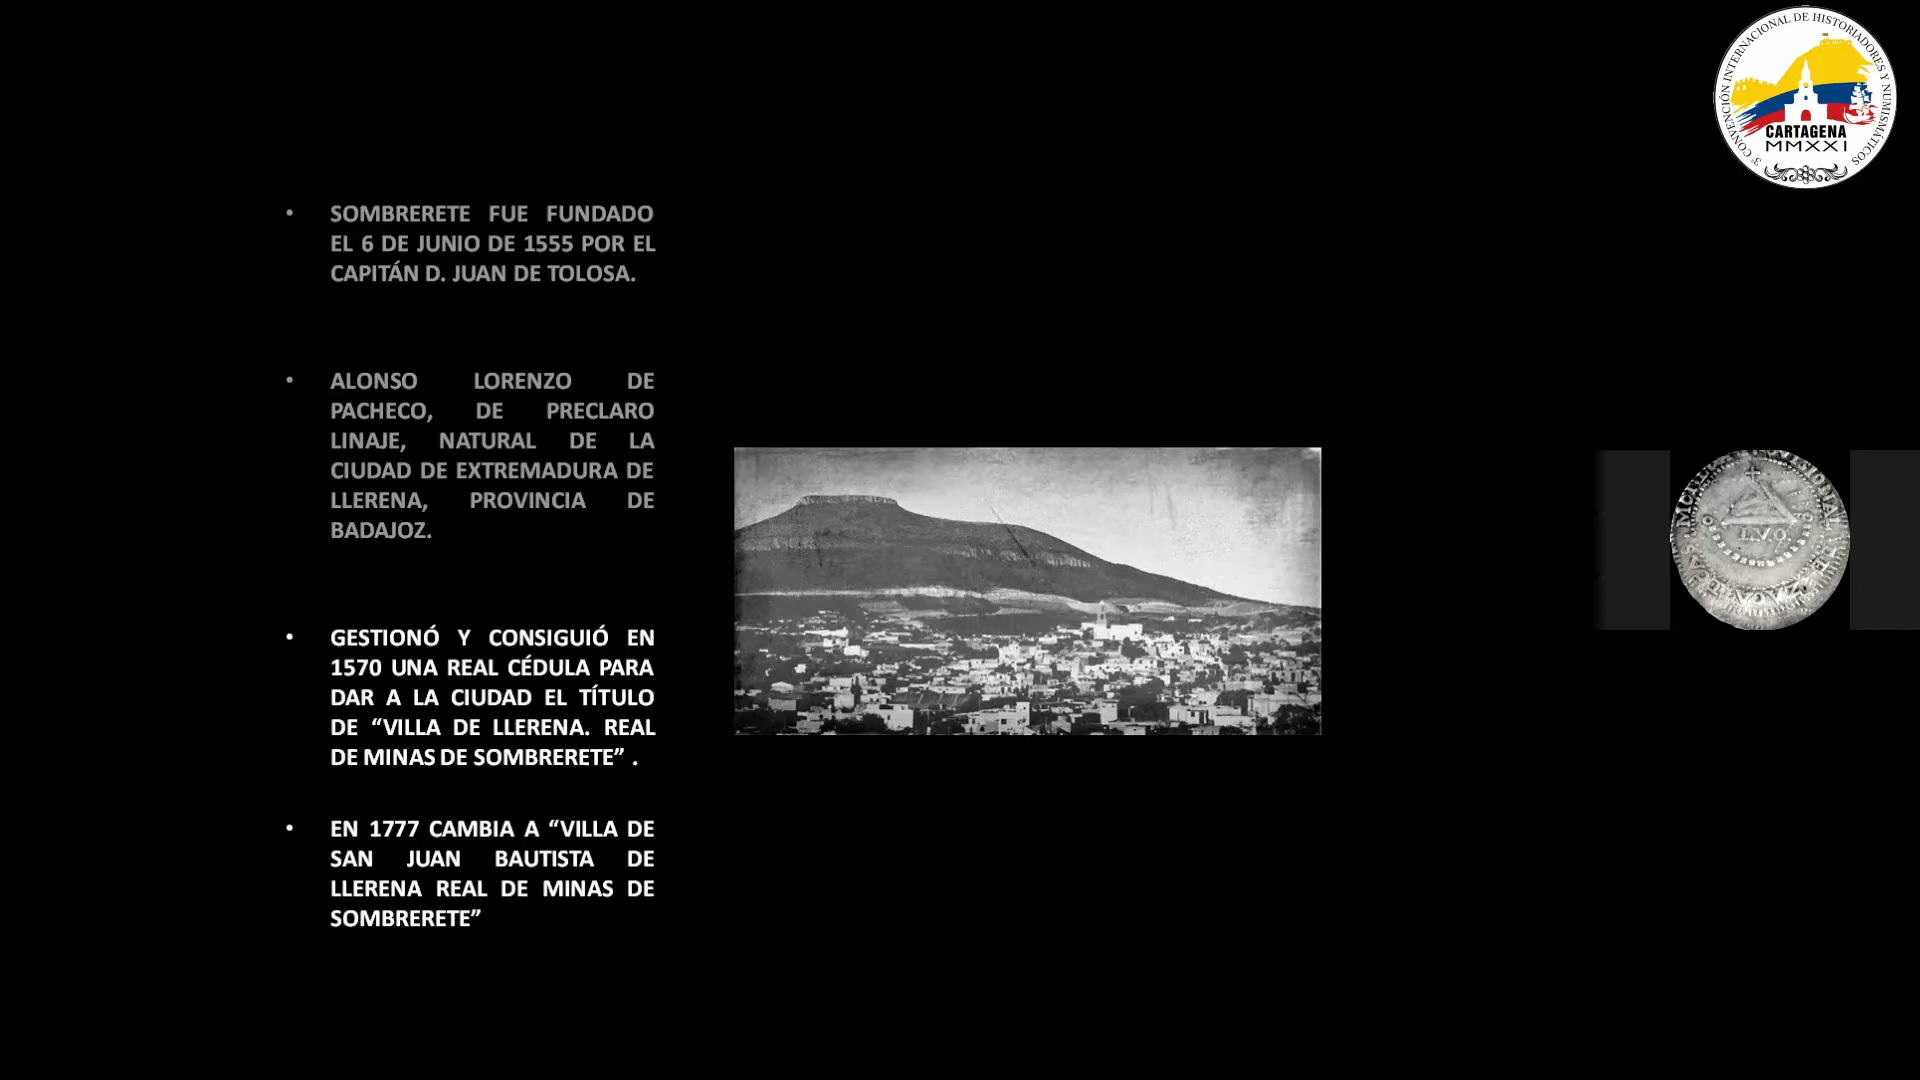 3ª CONVENCIÓN INTERNACIONAL DE HISTORIADORES Y NUMISMÁTICOS
CARTAGENA
MMXXI
• SOMBRERETE FUE FUNDADO
EL 6 DE JUNIO DE 1555 POR EL
CAPITÁN D. JUAN DE TOLOSA.
• ALONSO LORENZO DE
PACHECO, DE PRECLARO
LINAJE, NATURAL DE LA
CIUDAD DE EXTREMADURA DE
LLERENA, PROVINCIA DE
BADAJOZ.
• GESTIONÓ Y CONSIGUIÓ EN
1570 UNA REAL CÉDULA PARA
DAR A LA CIUDAD EL TÍTULO
DE “VILLA DE LLERENA. REAL
DE MINAS DE SOMBRERETE” .
• EN 1777 CAMBIA A “VILLA DE
SAN JUAN BAUTISTA DE
LLERENA REAL DE MINAS DE
SOMBRERETE”
L.V.O.